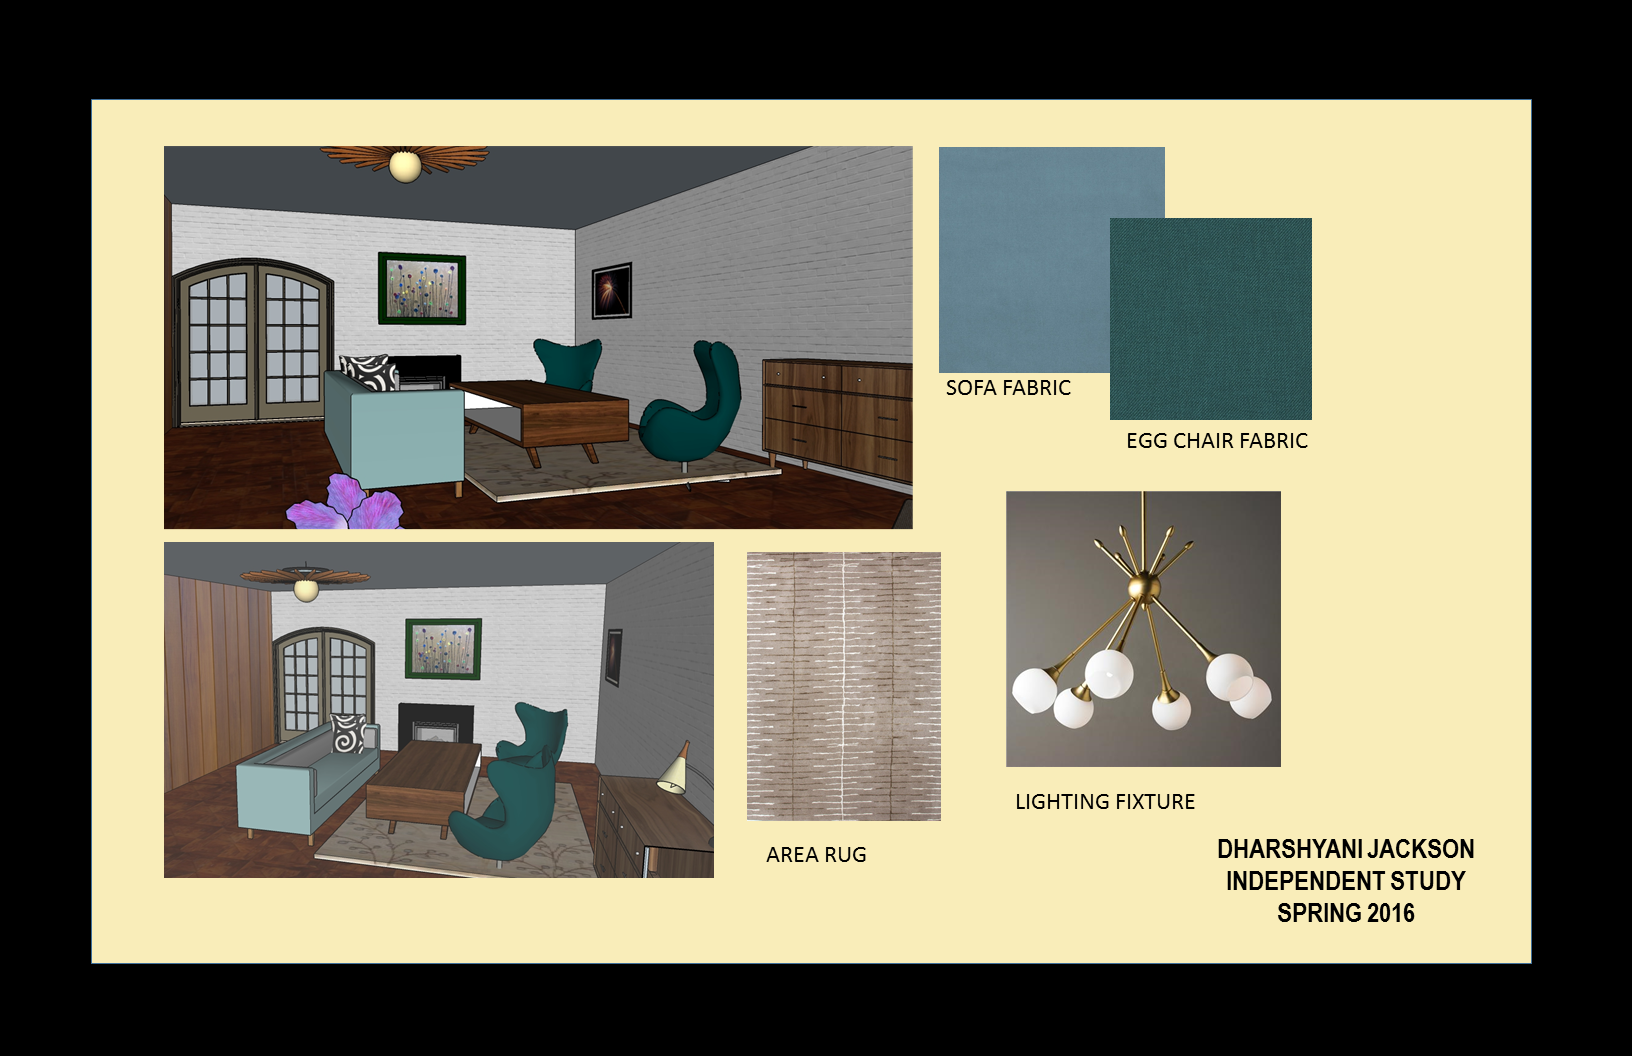 SOFA FABRIC
EGG CHAIR FABRIC
LIGHTING FIXTURE
AREA RUG
DHARSHYANI JACKSON
INDEPENDENT STUDY
SPRING 2016